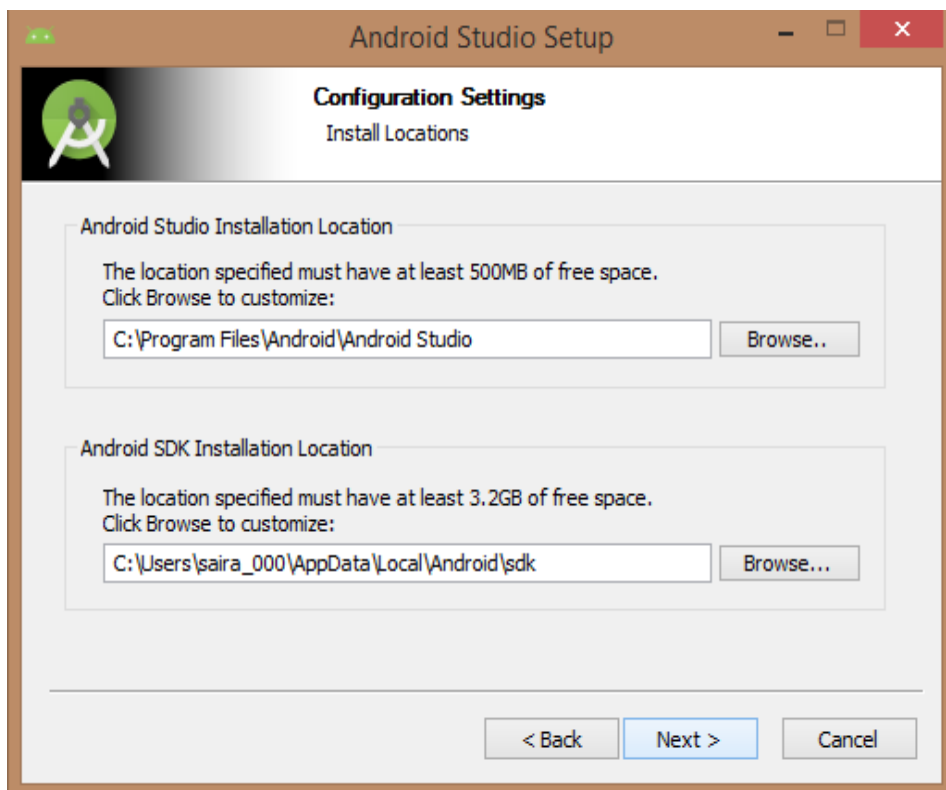 Android Studio Setup
Configuration Settings
Install Locations
Android Studio Installation Location
The location specified must have at least 500MB of free space.
Click Browse to customize:
C:\Program Files\Android\Android Studio
Browse..
Android SDK Installation Location
The location specified must have at least 3.2GB of free space.
Click Browse to customize:
C:\Users\saira_000\AppData\Local\Android\sdk
Browse...
< Back
Next >
Cancel